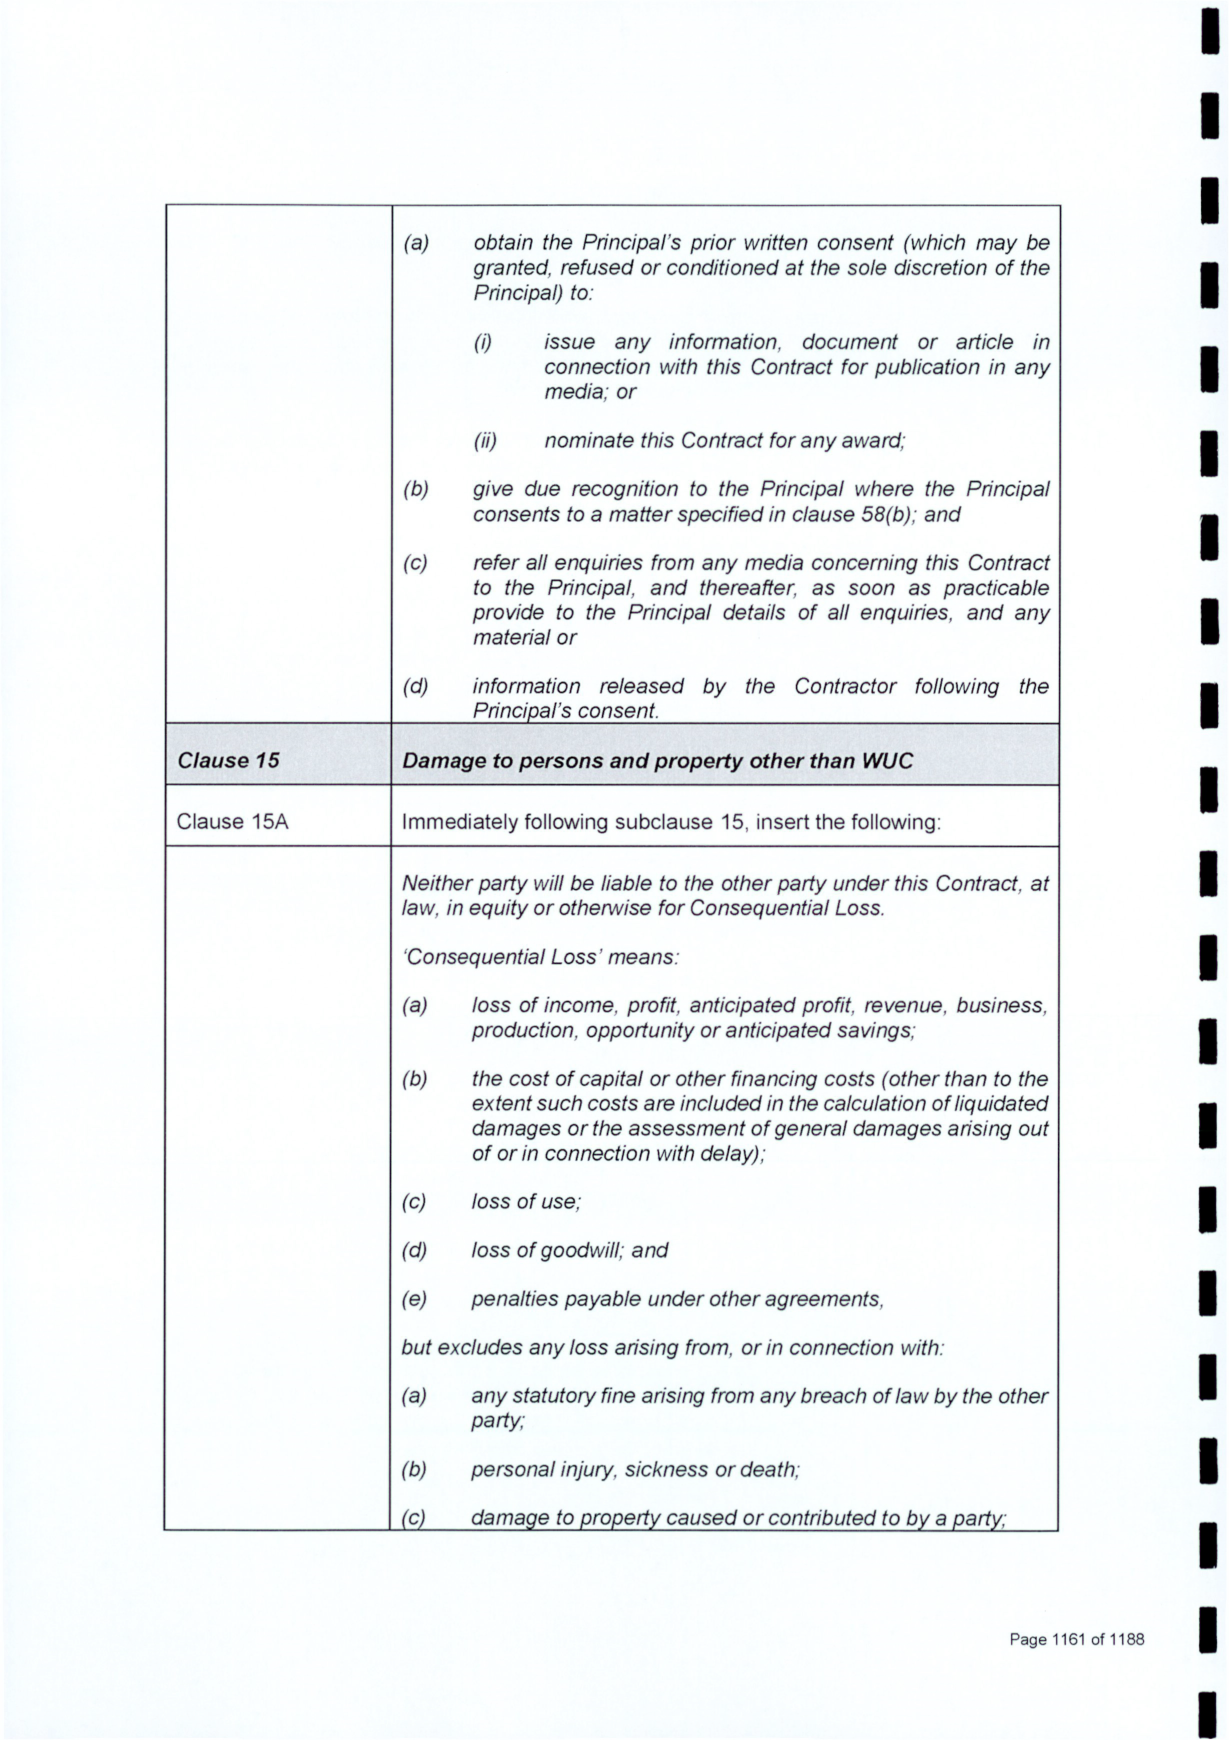 (a) obtain the Principal's prior written consent (which may be
granted, refused or conditioned at the sole discretion of the
Principal) to:
(i) issue any information, document or article in
connection with this Contract for publication in any
media; or
(ii) nominate this Contract for any award;
(b) give due recognition to the Principal where the Principal
consents to a matter specified in clause 58(b); and
(c) refer all enquiries from any media concerning this Contract
to the Principal, and thereafter, as soon as practicable
provide to the Principal details of all enquiries, and any
material or
(d) information released by the Contractor following the
Principal's consent.
Clause 15 Damage to persons and property other than WUC
Clause 15A Immediately following subclause 15, insert the following:
Neither party will be liable to the other party under this Contract, at
law, in equity or otherwise for Consequential Loss.
'Consequential Loss' means:
(a) loss of income, profit, anticipated profit, revenue, business,
production, opportunity or anticipated savings;
(b) the cost of capital or other financing costs (other than to the
extent such costs are included in the calculation of liquidated
damages or the assessment of general damages arising out
of or in connection with delay);
(c) loss of use;
(d) loss of goodwill; and
(e) penalties payable under other agreements,
but excludes any loss arising from, or in connection with:
(a) any statutory fine arising from any breach of law by the other
party;
(b) personal injury, sickness or death;
(c) damage to property caused or contributed to by a party;
Page 1161 of 1188